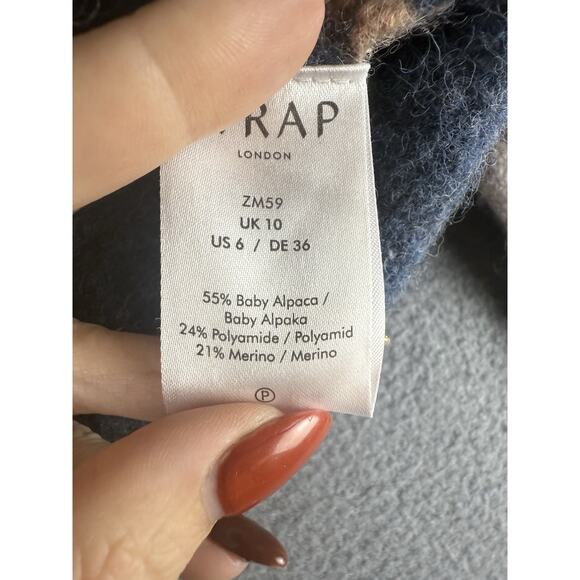 RAP
LONDON
ZM59
UK 10
US 6 / DE 36
55% Baby Alpaca /
Baby Alpaka
24% Polyamide / Polyamid
21% Merino / Merino
P